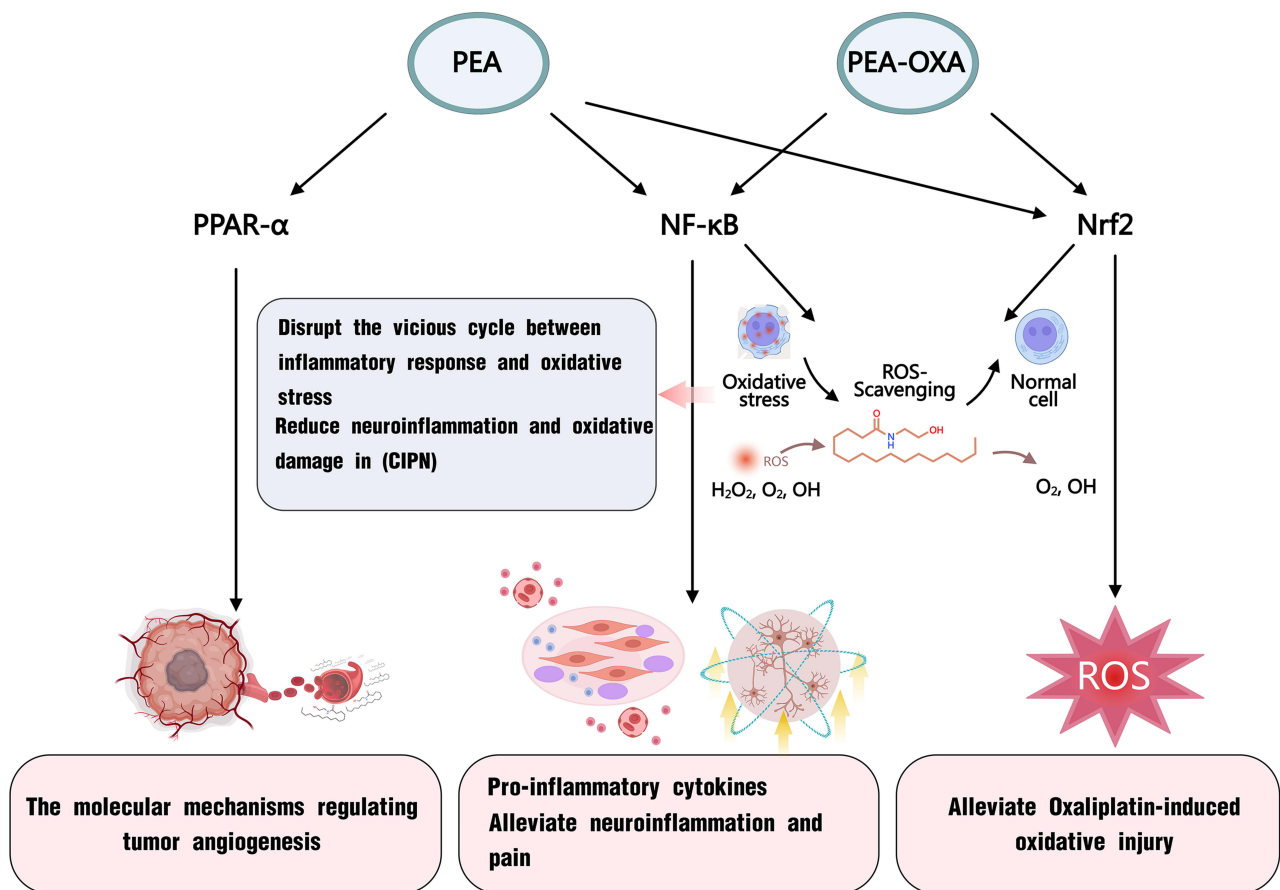 PEA
PEA-OXA
PPAR-α
NF-κB
Nrf2
Disrupt the vicious cycle between
inflammatory response and oxidative
stress
Reduce neuroinflammation and oxidative
damage in (CIPN)
Oxidative
stress
ROS-
Scavenging
Normal
cell
O
N
H
OH
ROS
H₂O₂, O₂, OH
O₂, OH
ROS
The molecular mechanisms regulating
tumor angiogenesis
Pro-inflammatory cytokines
Alleviate neuroinflammation and
pain
Alleviate Oxaliplatin-induced
oxidative injury